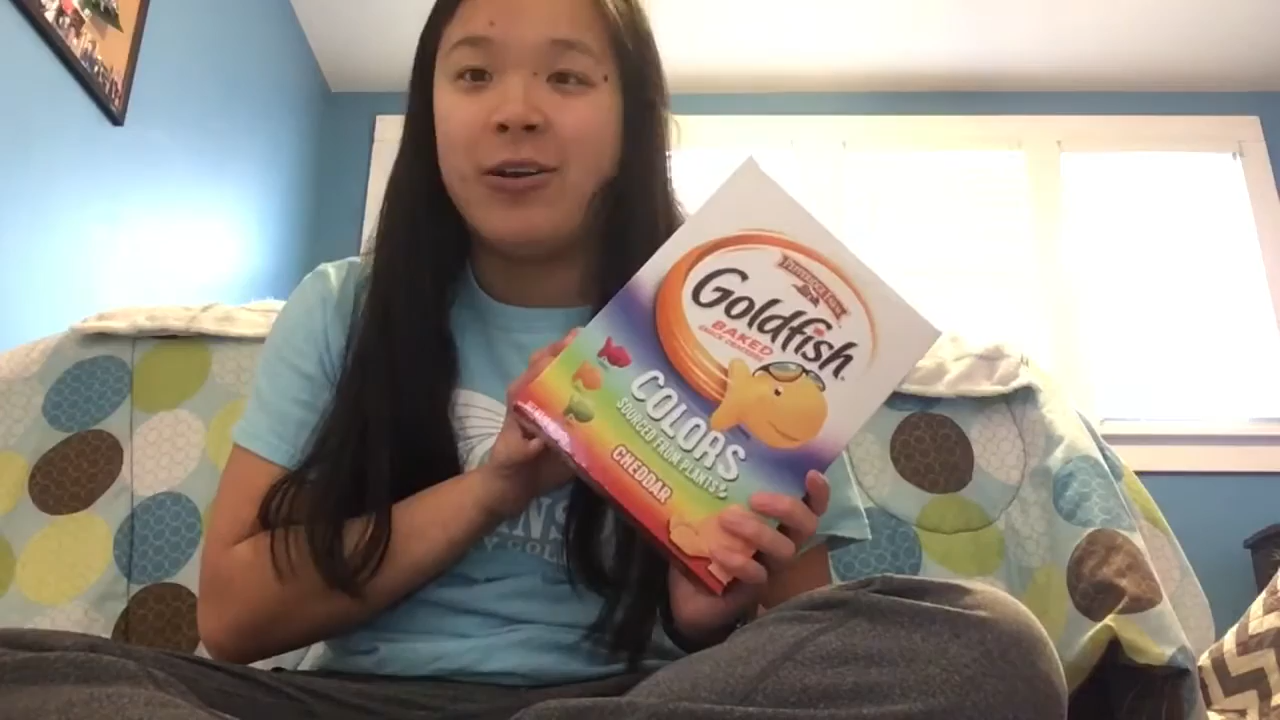 PEPPERIDGE FARM
Goldfish
BAKED
SNACK CRACKERS
COLORS
SOURCED FROM PLANTS
CHEDDAR